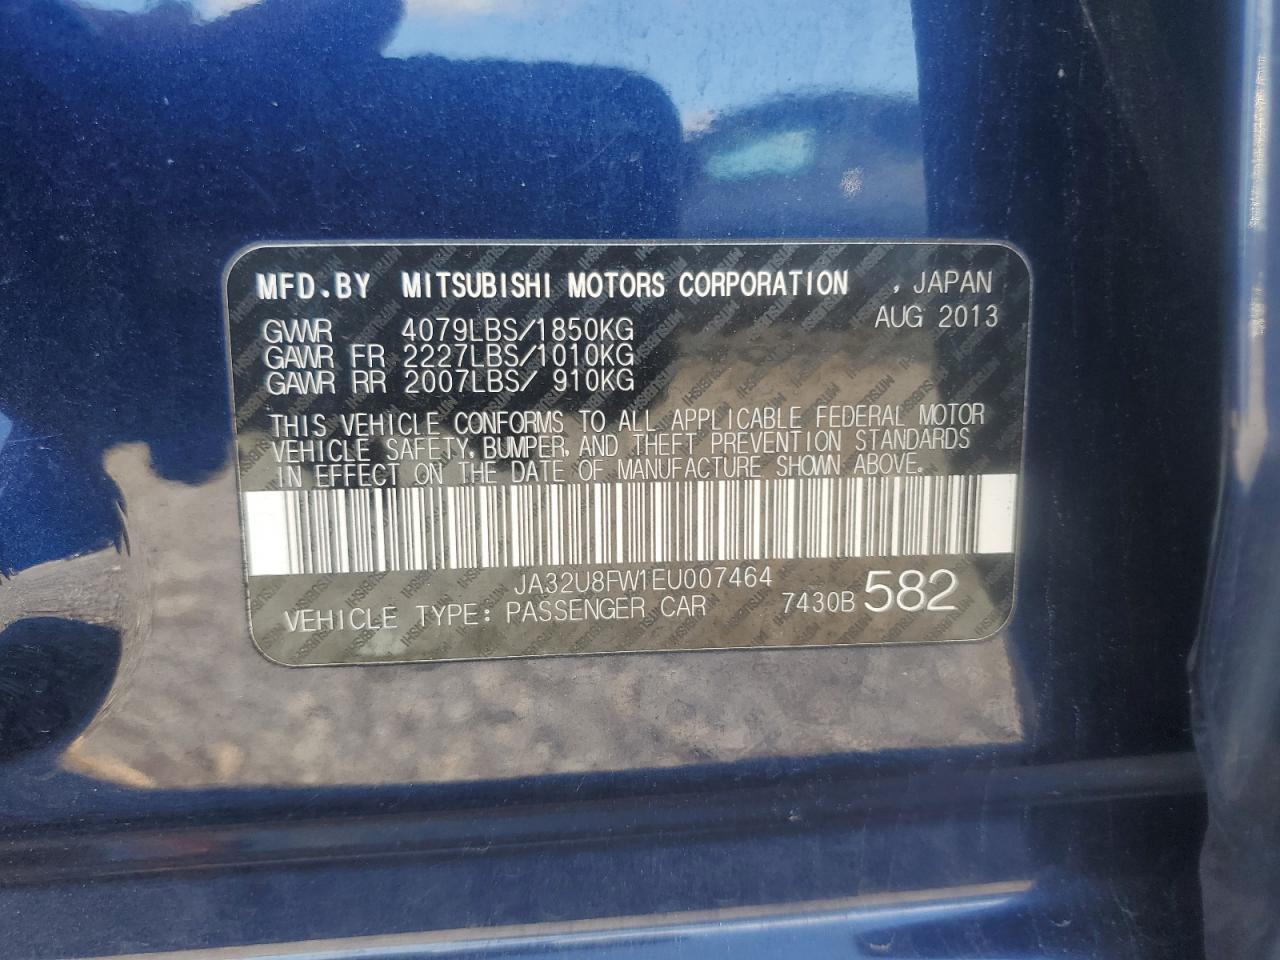 MFD.BY MITSUBISHI MOTORS CORPORATION , JAPAN
AUG 2013
GVWR 4079LBS/1850KG
GAWR FR 2227LBS/1010KG
GAWR RR 2007LBS/ 910KG
THIS VEHICLE CONFORMS TO ALL APPLICABLE FEDERAL MOTOR
VEHICLE SAFETY, BUMPER, AND THEFT PREVENTION STANDARDS
IN EFFECT ON THE DATE OF MANUFACTURE SHOWN ABOVE.
JA32U8FW1EU007464
VEHICLE TYPE: PASSENGER CAR 7430B 582